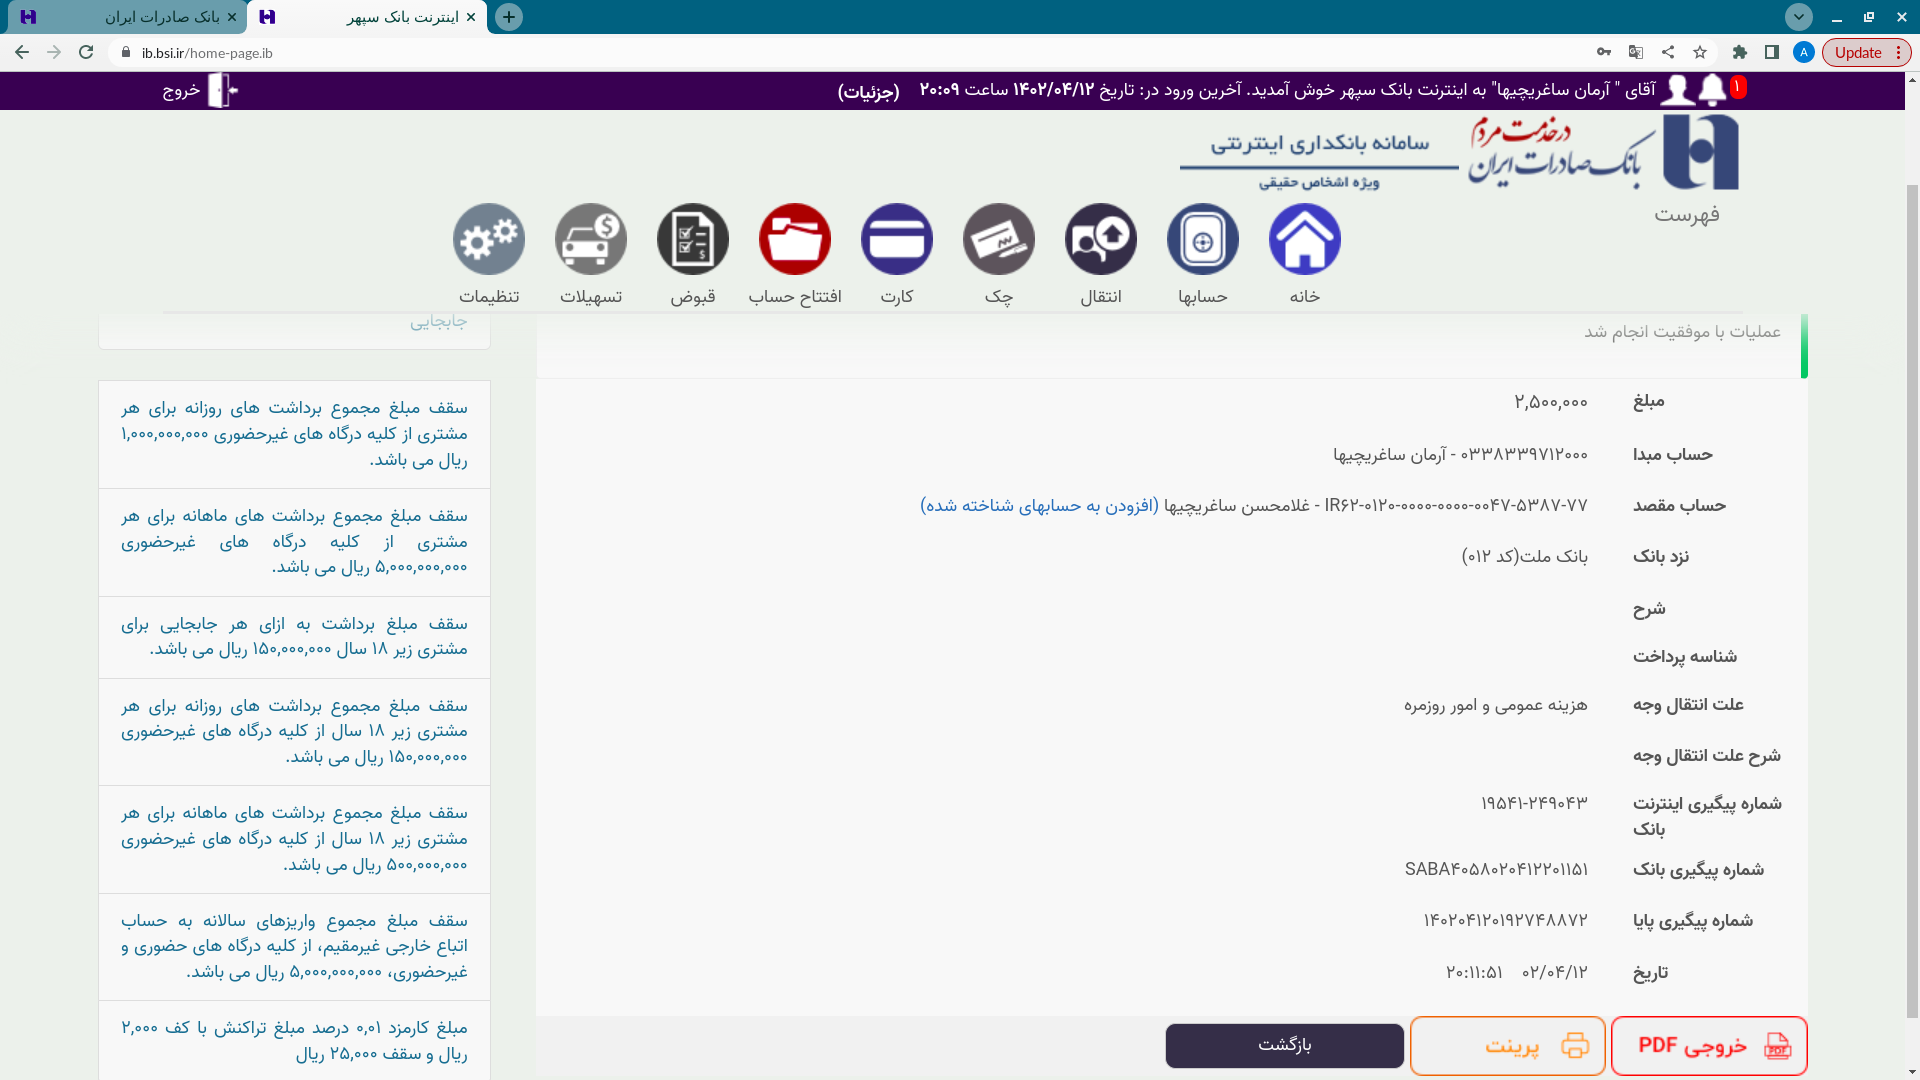 بانک صادرات ایران
اینترنت بانک سپهر
ib.bsi.ir/home-page.ib
A
Update
۱
آقای " آرمان ساغریچیها" به اینترنت بانک سپهر خوش آمدید. آخرین ورود در: تاریخ ۱۴۰۲/۰۴/۱۲ ساعت ۲۰:۰۹ (جزئیات)
خروج
در خدمت مردم
بانک صادرات ایران
سامانه بانکداری اینترنتی
ویژه اشخاص حقیقی
فهرست
خانه
حسابها
انتقال
چک
کارت
افتتاح حساب
قبوض
تسهیلات
تنظیمات
عملیات با موفقیت انجام شد
مبلغ ۲,۵۰۰,۰۰۰
حساب مبدا ۰۳۳۸۳۳۹۷۱۲۰۰۰ - آرمان ساغریچیها
حساب مقصد IR۶۲-۰۱۲۰-۰۰۰۰-۰۰۰۰-۰۰۴۷-۵۳۸۷-۷۷ - غلامحسن ساغریچیها (افزودن به حسابهای شناخته شده)
نزد بانک بانک ملت(کد ۰۱۲)
شرح
شناسه پرداخت
علت انتقال وجه هزینه عمومی و امور روزمره
شرح علت انتقال وجه
شماره پیگیری اینترنت ۱۹۵۴۱-۲۴۹۰۴۳
بانک
شماره پیگیری بانک SABA۴۰۵۸۰۲۰۴۱۲۲۰۱۱۵۱
شماره پیگیری پایا ۱۴۰۲۰۴۱۲۰۱۹۲۷۴۸۸۷۲
تاریخ ۰۲/۰۴/۱۲ ۲۰:۱۱:۵۱
خروجی PDF
پرینت
بازگشت
جابجایی
سقف مبلغ مجموع برداشت های روزانه برای هر
مشتری از کلیه درگاه های غیرحضوری ۱,۰۰۰,۰۰۰,۰۰۰
ریال می باشد.
سقف مبلغ مجموع برداشت های ماهانه برای هر
مشتری از کلیه درگاه های غیرحضوری
۵,۰۰۰,۰۰۰,۰۰۰ ریال می باشد.
سقف مبلغ برداشت به ازای هر جابجایی برای
مشتری زیر ۱۸ سال ۱۵۰,۰۰۰,۰۰۰ ریال می باشد.
سقف مبلغ مجموع برداشت های روزانه برای هر
مشتری زیر ۱۸ سال از کلیه درگاه های غیرحضوری
۱۵۰,۰۰۰,۰۰۰ ریال می باشد.
سقف مبلغ مجموع برداشت های ماهانه برای هر
مشتری زیر ۱۸ سال از کلیه درگاه های غیرحضوری
۵۰۰,۰۰۰,۰۰۰ ریال می باشد.
سقف مبلغ مجموع واریزهای سالانه به حساب
اتباع خارجی غیرمقیم، از کلیه درگاه های حضوری و
غیرحضوری، ۵,۰۰۰,۰۰۰,۰۰۰ ریال می باشد.
مبلغ کارمزد ۰,۰۱ درصد مبلغ تراکنش با کف ۲,۰۰۰
ریال و سقف ۲۵,۰۰۰ ریال